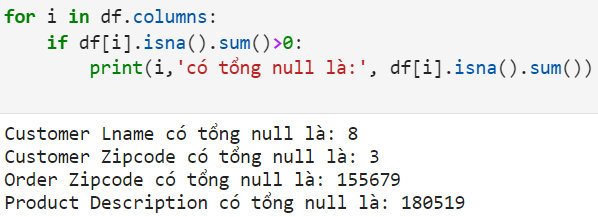 for i in df.columns:
    if df[i].isna().sum()>0:
        print(i,'có tổng null là:', df[i].isna().sum())
Customer Lname có tổng null là: 8
Customer Zipcode có tổng null là: 3
Order Zipcode có tổng null là: 155679
Product Description có tổng null là: 180519